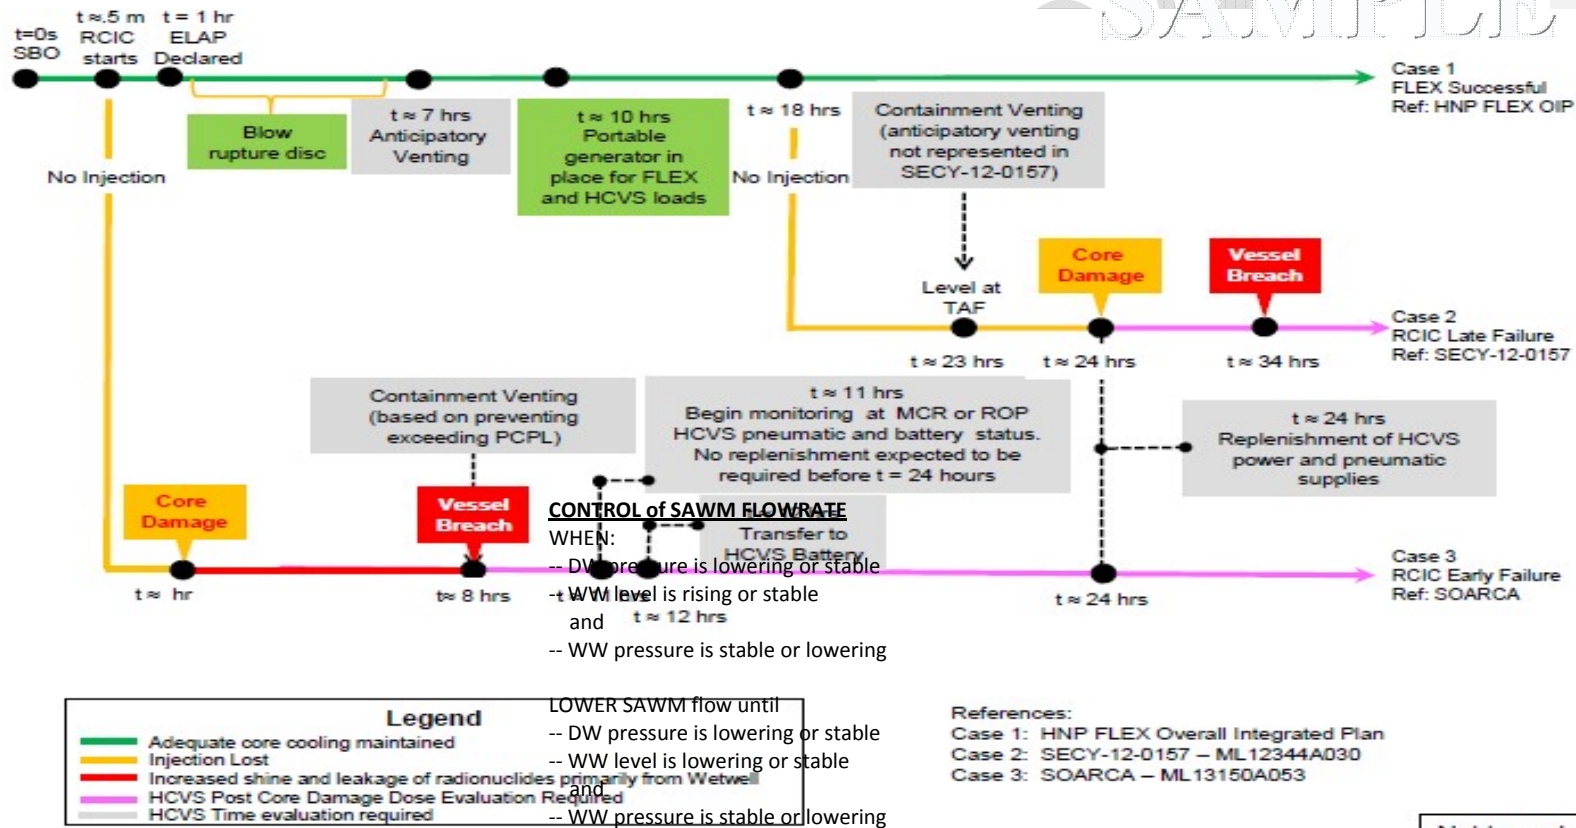 SAMPLE
t=0s
SBO
t ≈.5 m
RCIC
starts
t = 1 hr
ELAP
Declared
Case 1
FLEX Successful
Ref: HNP FLEX OIP
Blow
rupture disc
t ≈ 7 hrs
Anticipatory
Venting
t ≈ 10 hrs
Portable
generator in
place for FLEX
and HCVS loads
t ≈ 18 hrs
Containment Venting
(anticipatory venting
not represented in
SECY-12-0157)
No Injection
No Injection
Level at
TAF
Core
Damage
Vessel
Breach
Case 2
RCIC Late Failure
Ref: SECY-12-0157
t ≈ 23 hrs
t ≈ 24 hrs
t ≈ 34 hrs
Containment Venting
(based on preventing
exceeding PCPL)
t ≈ 11 hrs
Begin monitoring at MCR or ROP
HCVS pneumatic and battery status.
No replenishment expected to be
required before t = 24 hours
t ≈ 24 hrs
Replenishment of HCVS
power and pneumatic
supplies
Core
Damage
Vessel
Breach
Transfer to
HCVS Battery
t ≈ hr
t≈ 8 hrs
t ≈ 12 hrs
t ≈ 24 hrs
Case 3
RCIC Early Failure
Ref: SOARCA
CONTROL of SAWM FLOWRATE
WHEN:
-- DW pressure is lowering or stable
-- WW level is rising or stable
and
-- WW pressure is stable or lowering
LOWER SAWM flow until
-- DW pressure is lowering or stable
-- WW level is lowering or stable
and
-- WW pressure is stable or lowering
Legend
Adequate core cooling maintained
Injection Lost
Increased shine and leakage of radionuclides primarily from Wetwell
HCVS Post Core Damage Dose Evaluation Required
HCVS Time evaluation required
References:
Case 1: HNP FLEX Overall Integrated Plan
Case 2: SECY-12-0157 – ML12344A030
Case 3: SOARCA – ML13150A053